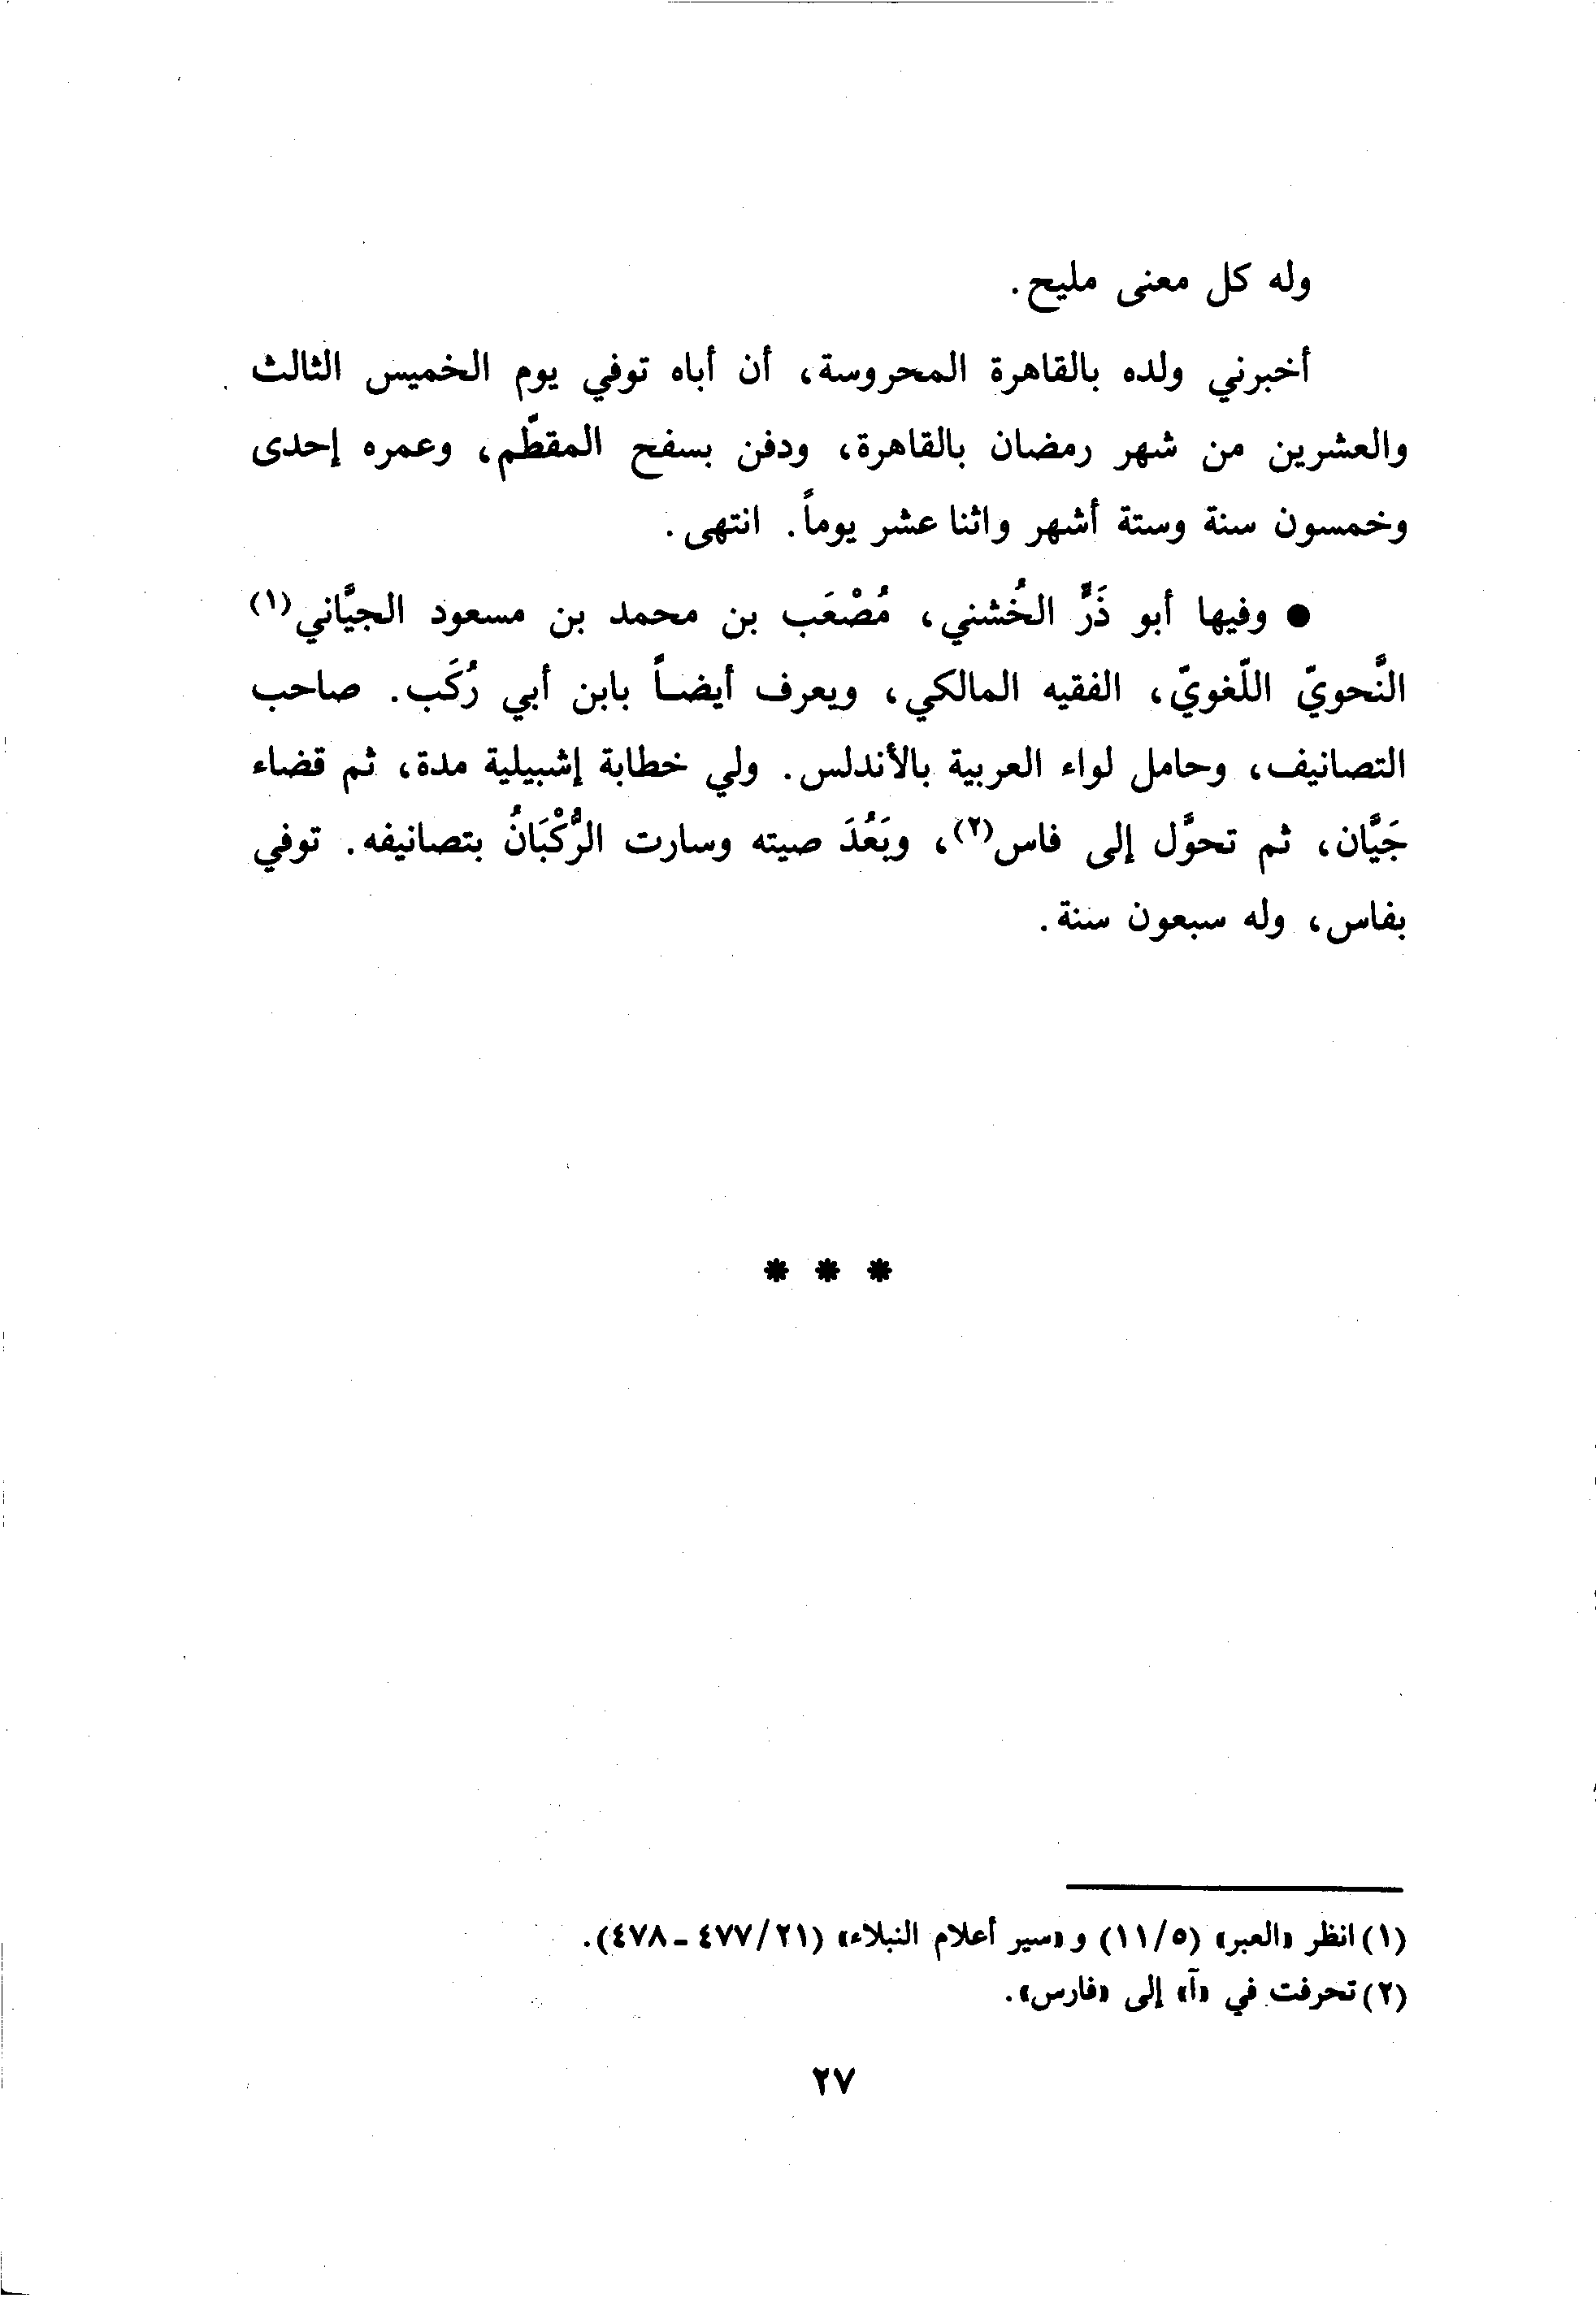 وله كل معنى مليح.
أخبرني ولده بالقاهرة المحروسة، أن أباه توفي يوم الخميس الثالث
والعشرين من شهر رمضان بالقاهرة، ودفن بسفح المقطّم، وعمره إحدى
وخمسون سنة وستة أشهر واثنا عشر يوماً. انتهى.
● وفيها أبو ذَرٍّ الخُشني، مُصْعَب بن محمد بن مسعود الجيَّاني(١)
النَّحويّ اللّغويّ، الفقيه المالكي، ويعرف أيضاً بابن أبي رُكَب. صاحب
التصانيف، وحامل لواء العربية بالأندلس. ولي خطابة إشبيلية مدة، ثم قضاء
جَيَّان، ثم تحوَّل إلى فاس(٢)، وبَعُدَ صيته وسارت الرُّكْبَانُ بتصانيفه. توفي
بفاس، وله سبعون سنة.
* * *
(١) انظر «العبر» (١١/٥) و«سير أعلام النبلاء» (٤٧٧/٢١ ـ ٤٧٨).
(٢) تحرفت في «آ» إلى «فارس».
٢٧